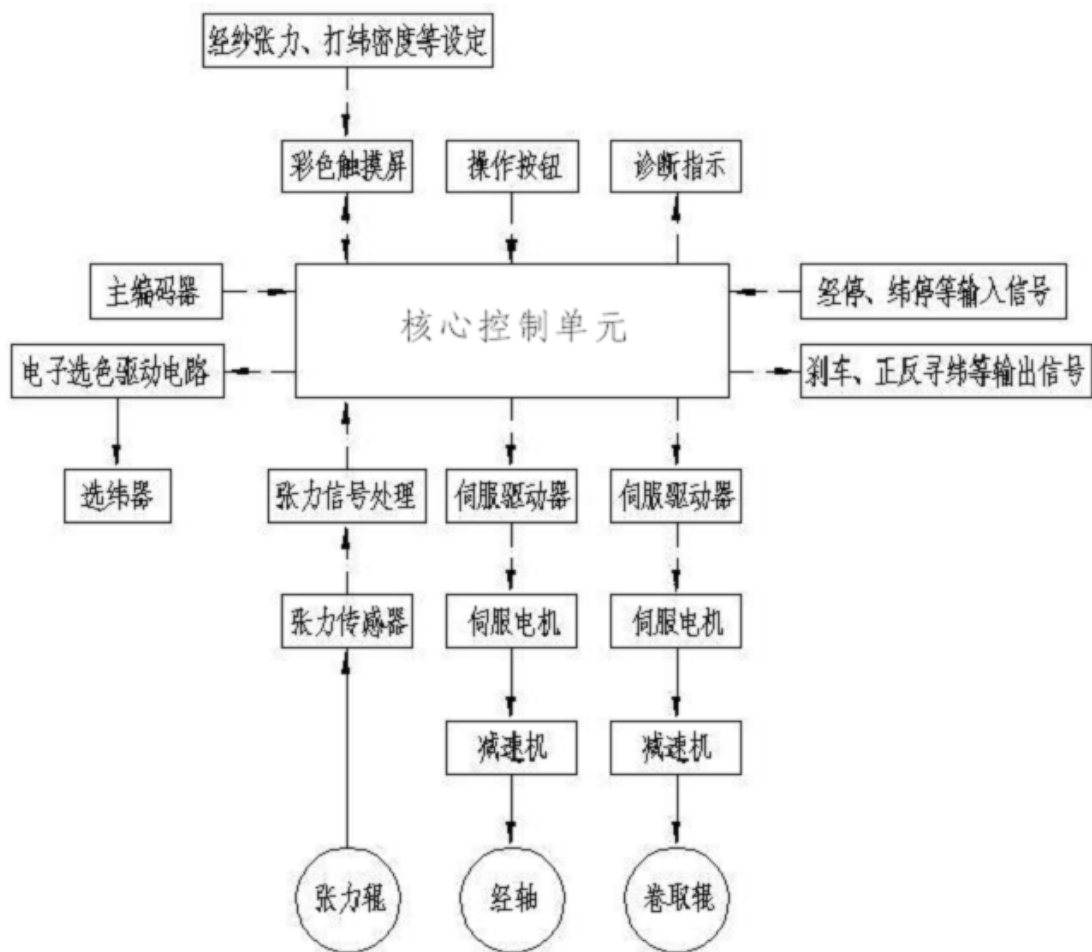 经纱张力、打纬密度等设定
彩色触摸屏
操作按钮
诊断指示
主编码器
核心控制单元
经停、纬停等输入信号
电子选色驱动电路
刹车、正反寻纬等输出信号
选纬器
张力信号处理
伺服驱动器
伺服驱动器
张力传感器
伺服电机
伺服电机
减速机
减速机
张力辊
经轴
卷取辊